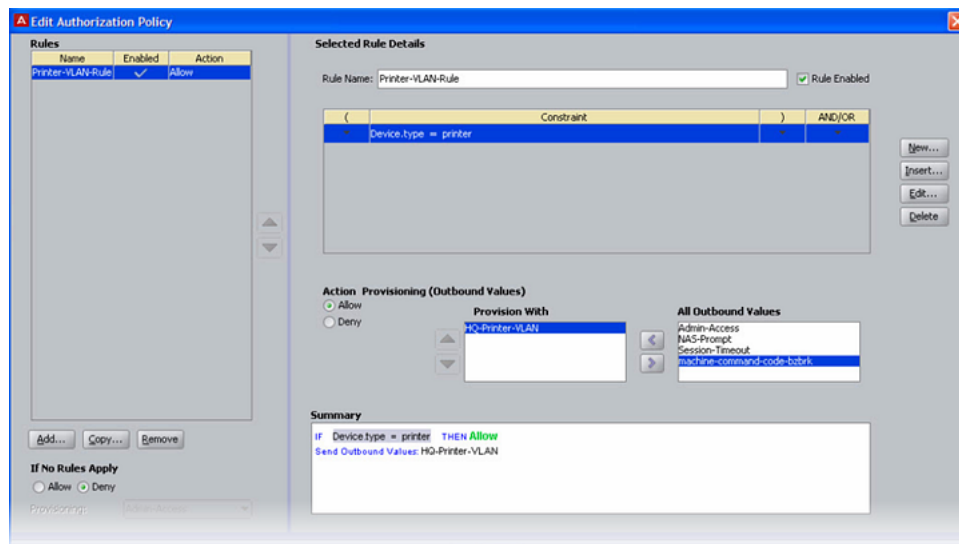 Edit Authorization Policy
Rules
Name Enabled Action
Printer-VLAN-Rule Allow
Add... Copy... Remove
If No Rules Apply
Allow Deny
Provisioning: Admin-Access
Selected Rule Details
Rule Name: Printer-VLAN-Rule Rule Enabled
( Constraint ) AND/OR
Device.type = printer
New...
Insert...
Edit...
Delete
Action Provisioning (Outbound Values)
Allow
Deny
Provision With
HQ-Printer-VLAN
All Outbound Values
Admin-Access
NAS-Prompt
Session-Timeout
machine-command-code-bzbrk
Summary
IF Device.type = printer THEN Allow
Send Outbound Values: HQ-Printer-VLAN